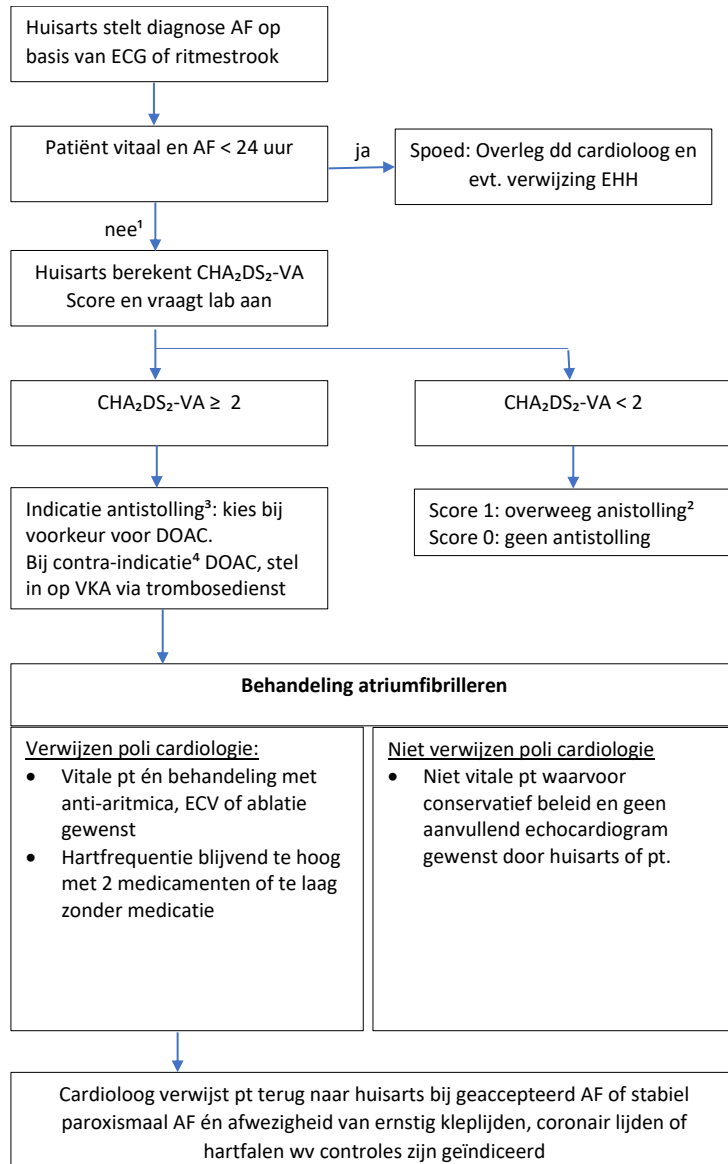 Huisarts stelt diagnose AF op
basis van ECG of ritmestrook
Patiënt vitaal en AF < 24 uur
ja
Spoed: Overleg dd cardioloog en
evt. verwijzing EHH
nee¹
Huisarts berekent CHA₂DS₂-VA
Score en vraagt lab aan
CHA₂DS₂-VA ≥ 2
CHA₂DS₂-VA < 2
Indicatie antistolling³: kies bij
voorkeur voor DOAC.
Bij contra-indicatie⁴ DOAC, stel
in op VKA via trombosedienst
Score 1: overweeg anistolling²
Score 0: geen antistolling
Behandeling atriumfibrilleren
Verwijzen poli cardiologie:
• Vitale pt én behandeling met
anti-aritmica, ECV of ablatie
gewenst
• Hartfrequentie blijvend te hoog
met 2 medicamenten of te laag
zonder medicatie
Niet verwijzen poli cardiologie
• Niet vitale pt waarvoor
conservatief beleid en geen
aanvullend echocardiogram
gewenst door huisarts of pt.
Cardioloog verwijst pt terug naar huisarts bij geaccepteerd AF of stabiel
paroxismaal AF én afwezigheid van ernstig kleplijden, coronair lijden of
hartfalen wv controles zijn geïndiceerd